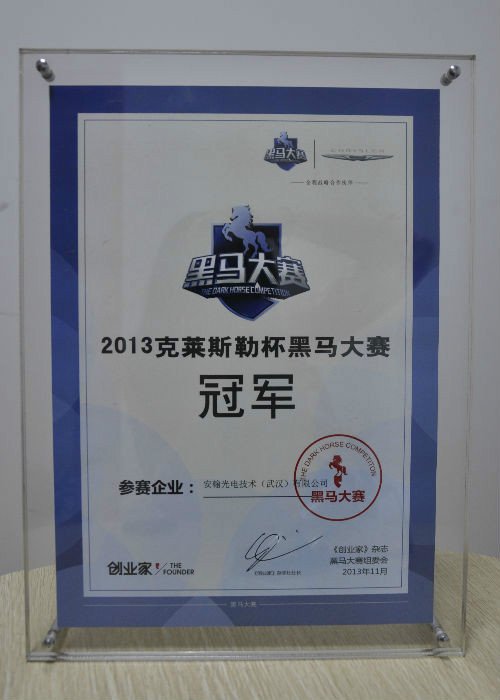 黑马大赛
CHRYSLER
全程战略合作伙伴
黑马大赛
THE DARK HORSE COMPETITION
2013克莱斯勒杯黑马大赛
冠军
参赛企业：安翰光电技术（武汉）有限公司
THE DARK HORSE COMPETITON
黑马大赛
创业家 THE FOUNDER
《创业家》杂志社社长
《创业家》杂志
黑马大赛组委会
2013年11月
黑马大赛